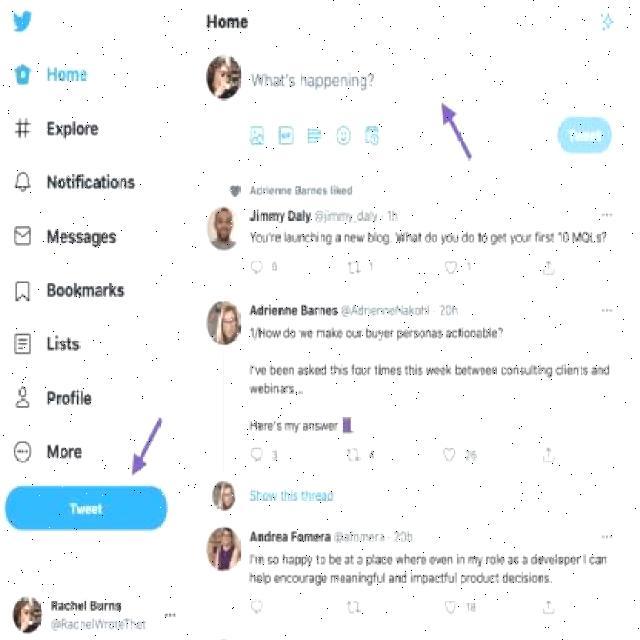 Home
Home
What's happening?
Explore
Tweet
Notifications
Adrienne Barnes liked
Jimmy Daly @jimmy_daly · 1h
You're launching a new blog. What do you do to get your first 10 MQLs?
Messages
6 1 1
Bookmarks
Adrienne Barnes @AdrienneNakohl · 20h
1/How do we make our buyer personas actionable?
Lists
I've been asked this four times this week between consulting clients and
webinars...
Profile
Here's my answer
More
3 4 26
Show this thread
Tweet
Andrea Fomera · 20h
I'm so happy to be at a place where even in my role as a developer I can
help encourage meaningful and impactful product decisions.
18
Rachel Burns
@RachelWroteThat